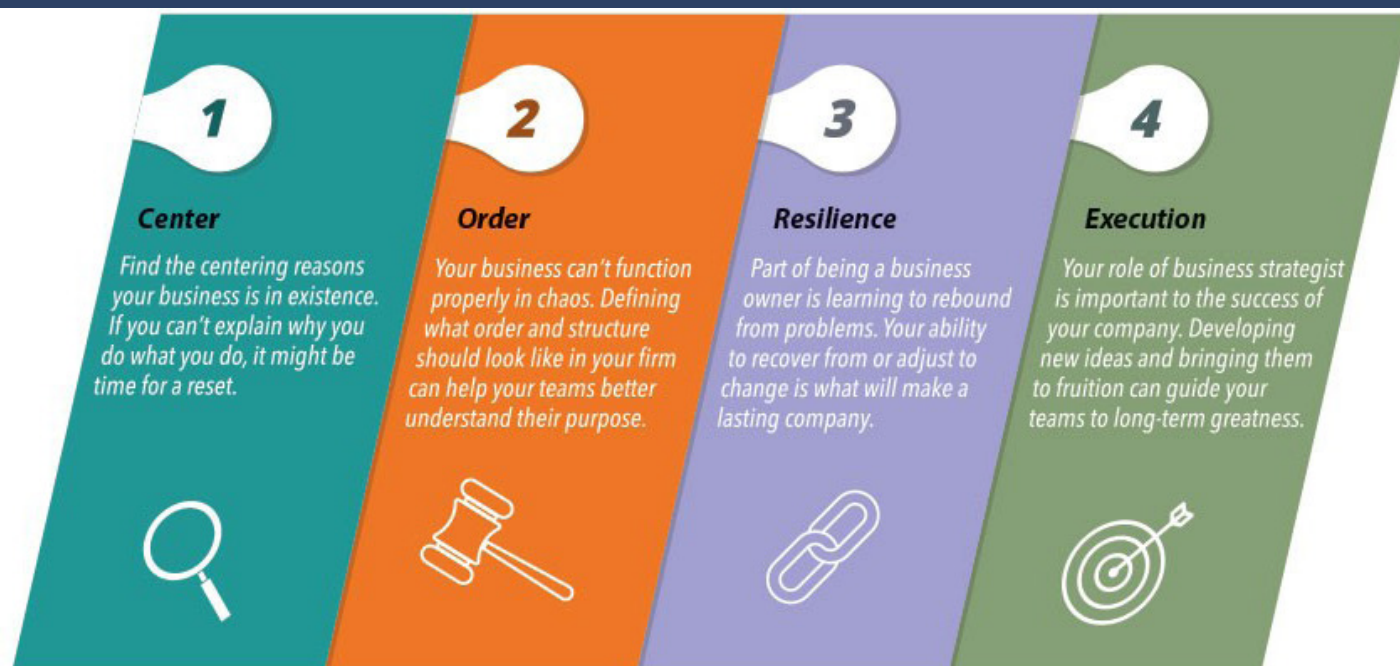 1
Center
Find the centering reasons
your business is in existence.
If you can't explain why you
do what you do, it might be
time for a reset.
2
Order
Your business can't function
properly in chaos. Defining
what order and structure
should look like in your firm
can help your teams better
understand their purpose.
3
Resilience
Part of being a business
owner is learning to rebound
from problems. Your ability
to recover from or adjust to
change is what will make a
lasting company.
4
Execution
Your role of business strategist
is important to the success of
your company. Developing
new ideas and bringing them
to fruition can guide your
teams to long-term greatness.